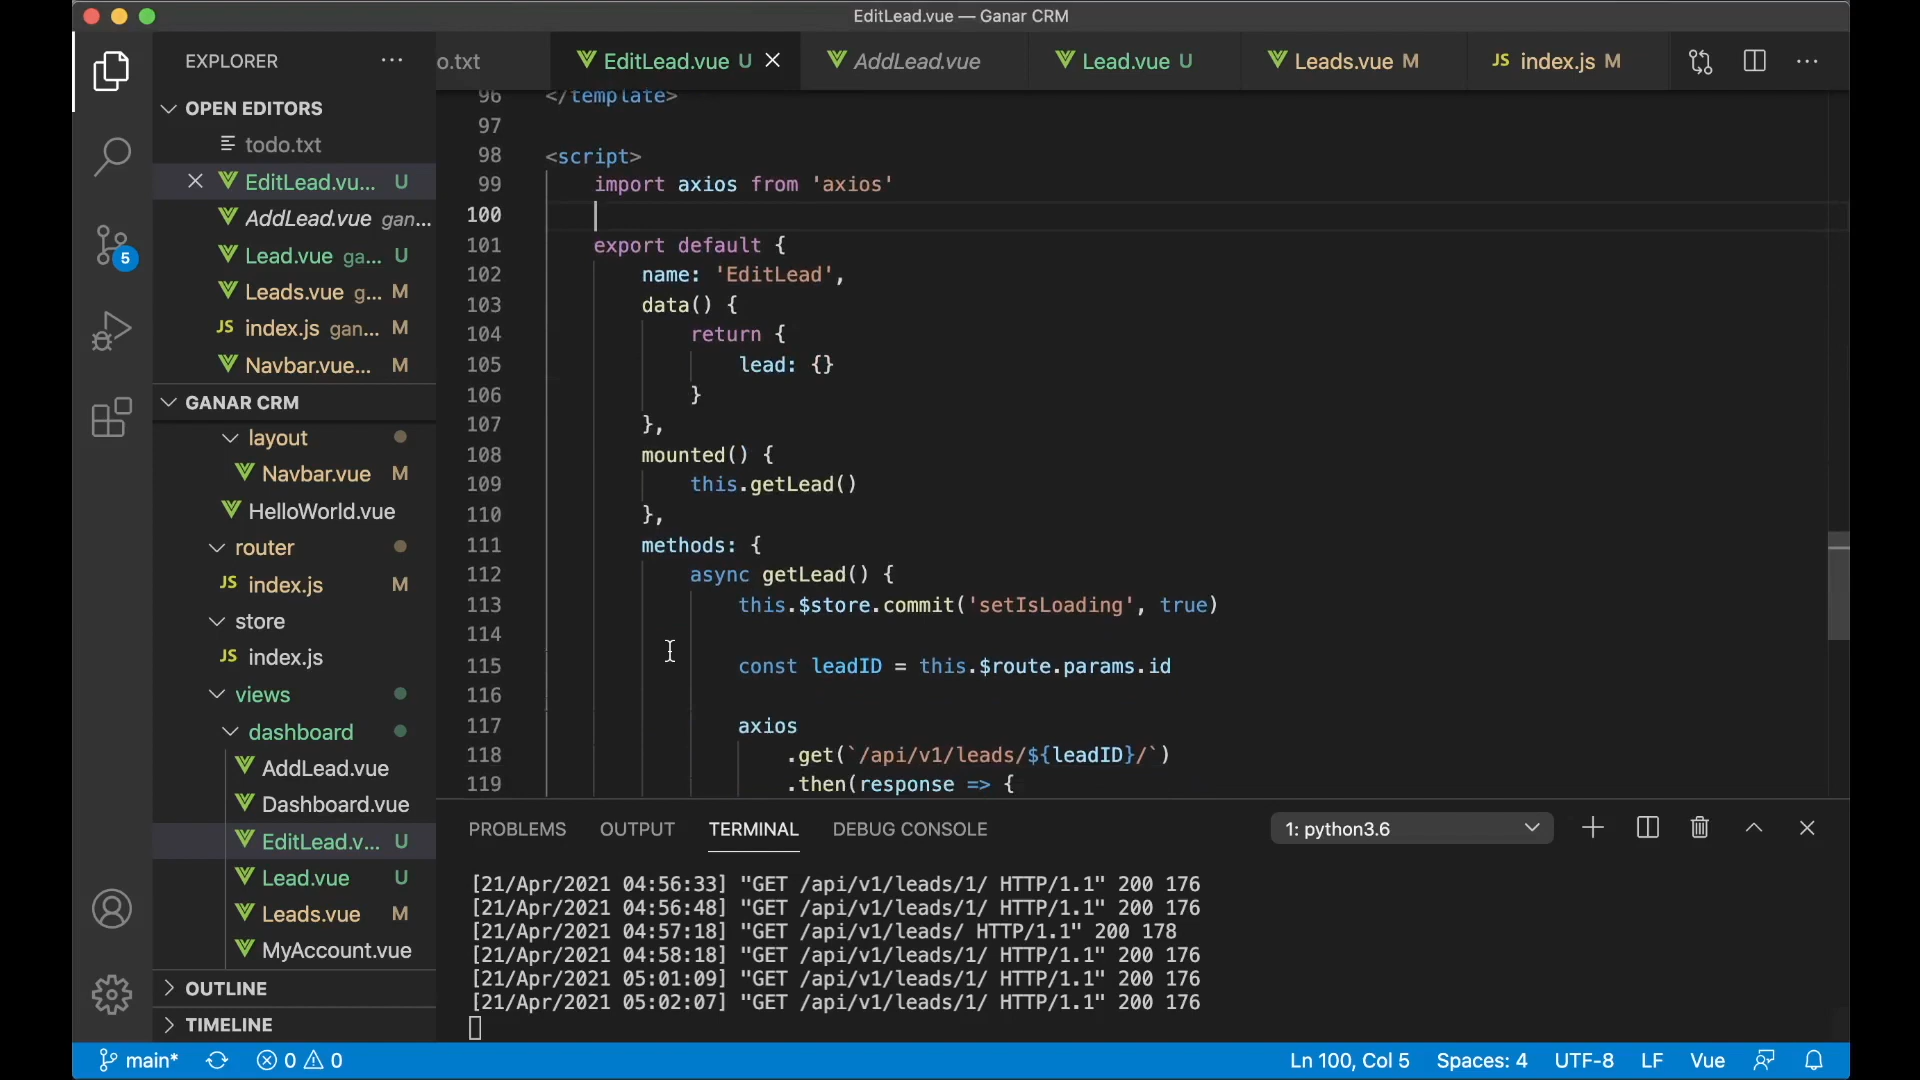 EditLead.vue — Ganar CRM
EXPLORER
o.txt
EditLead.vue U
AddLead.vue
Lead.vue U
Leads.vue M
JS index.js M
OPEN EDITORS
todo.txt
EditLead.vu... U
AddLead.vue gan...
Lead.vue ga... U
Leads.vue g... M
JS index.js gan... M
Navbar.vue... M
GANAR CRM
layout
Navbar.vue M
HelloWorld.vue
router
JS index.js M
store
JS index.js
views
dashboard
AddLead.vue
Dashboard.vue
EditLead.v... U
Lead.vue U
Leads.vue M
MyAccount.vue
OUTLINE
TIMELINE
5
96 </template>
97
98 <script>
99 import axios from 'axios'
100
101 export default {
102 name: 'EditLead',
103 data() {
104 return {
105 lead: {}
106 }
107 },
108 mounted() {
109 this.getLead()
110 },
111 methods: {
112 async getLead() {
113 this.$store.commit('setIsLoading', true)
114
115 const leadID = this.$route.params.id
116
117 axios
118 .get(`/api/v1/leads/${leadID}/`)
119 .then(response => {
PROBLEMS OUTPUT TERMINAL DEBUG CONSOLE 1: python3.6
[21/Apr/2021 04:56:33] "GET /api/v1/leads/1/ HTTP/1.1" 200 176
[21/Apr/2021 04:56:48] "GET /api/v1/leads/1/ HTTP/1.1" 200 176
[21/Apr/2021 04:57:18] "GET /api/v1/leads/ HTTP/1.1" 200 178
[21/Apr/2021 04:58:18] "GET /api/v1/leads/1/ HTTP/1.1" 200 176
[21/Apr/2021 05:01:09] "GET /api/v1/leads/1/ HTTP/1.1" 200 176
[21/Apr/2021 05:02:07] "GET /api/v1/leads/1/ HTTP/1.1" 200 176
main* 0 0 Ln 100, Col 5 Spaces: 4 UTF-8 LF Vue